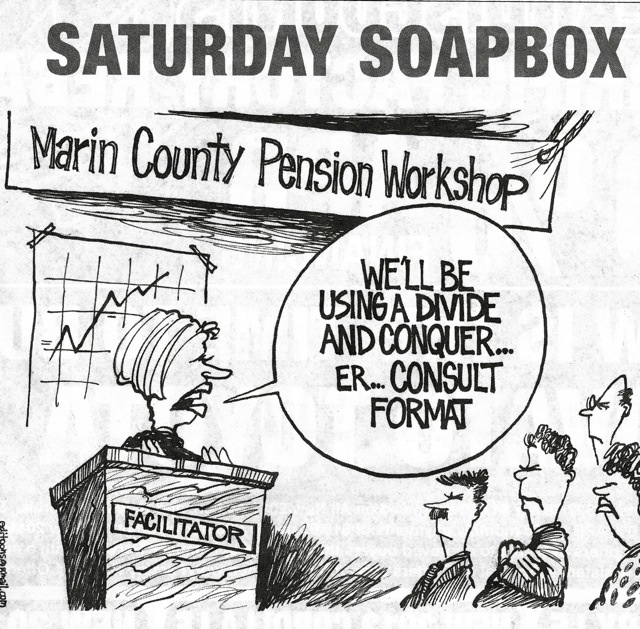 SATURDAY SOAPBOX
Marin County Pension Workshop
WE'LL BE
USING A DIVIDE
AND CONQUER...
ER... CONSULT
FORMAT
FACILITATOR